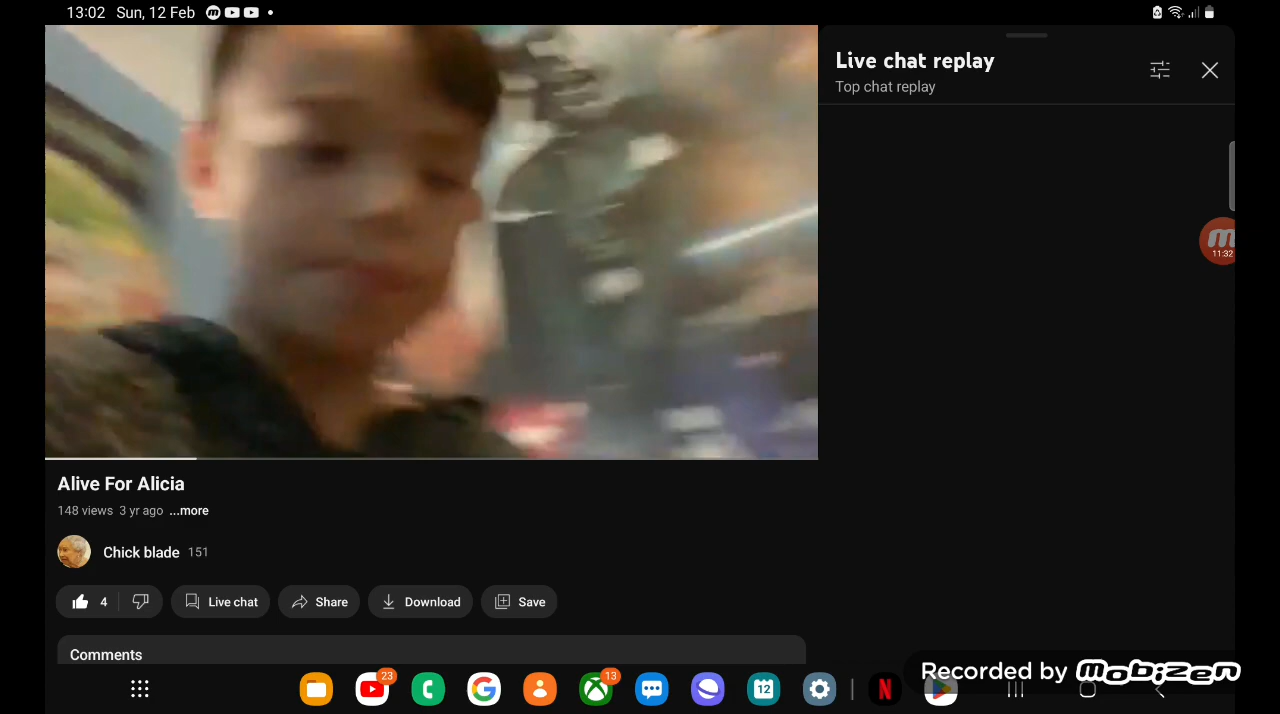 13:02 Sun, 12 Feb
Live chat replay
Top chat replay
11:32
Alive For Alicia
148 views 3 yr ago ...more
Chick blade 151
4
Live chat
Share
Download
Save
Comments
23
13
12
N
Recorded by mobizen